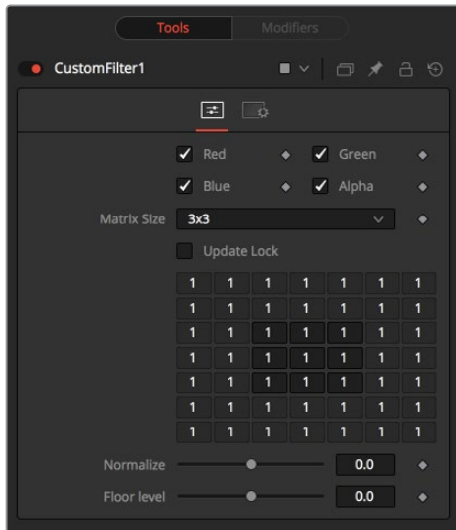 Tools Modifiers
CustomFilter1
Red Green
Blue Alpha
Matrix Size 3x3
Update Lock
1 1 1 1 1 1 1
1 1 1 1 1 1 1
1 1 1 1 1 1 1
1 1 1 1 1 1 1
1 1 1 1 1 1 1
1 1 1 1 1 1 1
1 1 1 1 1 1 1
Normalize 0.0
Floor level 0.0